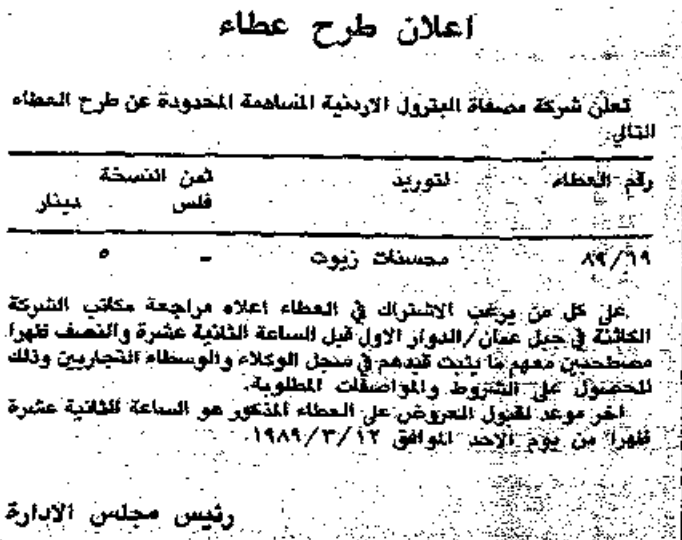 اعلان طرح عطاء
تعلن شركة مصفاة البترول الاردنية المساهمة المحدودة عن طرح العطاء
التالي
رقم العطاء لتوريد ثمن النسخة
فلس دينار
٨٩/٦٩ محسنات زيوت - ٥
على كل من يرغب الاشتراك في العطاء اعلاه مراجعة مكاتب الشركة
الكائنة في جبل عمان/الدوار الاول قبل الساعة الثانية عشرة والنصف ظهرا
مصطحبين معهم ما يثبت قيدهم في سجل الوكلاء والوسطاء التجاريين وذلك
للحصول على الشروط والمواصفات المطلوبة.
اخر موعد لقبول العروض على العطاء المذكور هو الساعة الثانية عشرة
ظهرا من يوم الاحد الموافق ١٩٨٩/٣/١٢.
رئيس مجلس الادارة